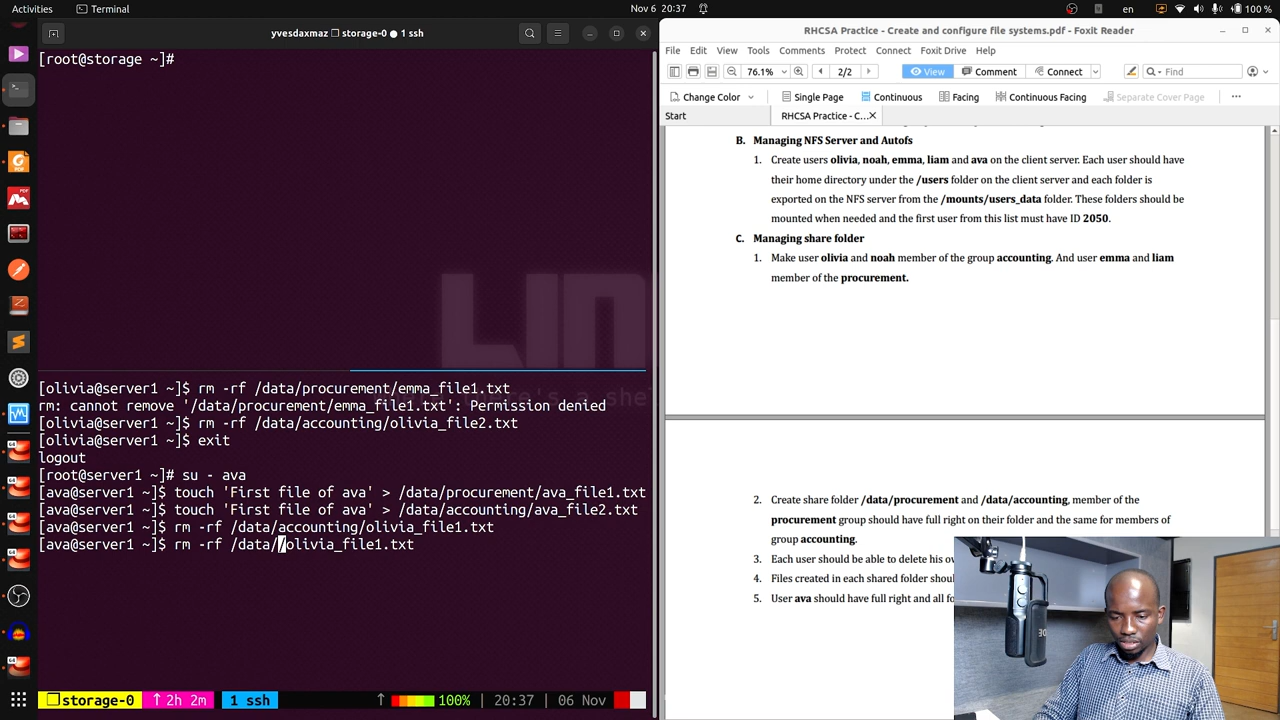 Activities
Terminal
Nov 6 20:37
100 %
yvesdaxmaz storage-0 ● 1 ssh
[root@storage ~]#
[olivia@server1 ~]$ rm -rf /data/procurement/emma_file1.txt
rm: cannot remove '/data/procurement/emma_file1.txt': Permission denied
[olivia@server1 ~]$ rm -rf /data/accounting/olivia_file2.txt
[olivia@server1 ~]$ exit
logout
[root@server1 ~]# su - ava
[ava@server1 ~]$ touch 'First file of ava' > /data/procurement/ava_file1.txt
[ava@server1 ~]$ touch 'First file of ava' > /data/accounting/ava_file2.txt
[ava@server1 ~]$ rm -rf /data/accounting/olivia_file1.txt
[ava@server1 ~]$ rm -rf /data//olivia_file1.txt
storage-0 ↑ 2h 2m 1 ssh ↑ 100% | 20:37 | 06 Nov
RHCSA Practice - Create and configure file systems.pdf - Foxit Reader
File Edit View Tools Comments Protect Connect Foxit Drive Help
76.1% 2/2 View Comment Connect Find
Change Color Single Page Continuous Facing Continuous Facing Separate Cover Page
Start
RHCSA Practice - C...
B. Managing NFS Server and Autofs
1. Create users olivia, noah, emma, liam and ava on the client server. Each user should have
their home directory under the /users folder on the client server and each folder is
exported on the NFS server from the /mounts/users_data folder. These folders should be
mounted when needed and the first user from this list must have ID 2050.
C. Managing share folder
1. Make user olivia and noah member of the group accounting. And user emma and liam
member of the procurement.
2. Create share folder /data/procurement and /data/accounting, member of the
procurement group should have full right on their folder and the same for members of
group accounting.
3. Each user should be able to delete his
4. Files created in each shared folder
5. User ava should have full right and all